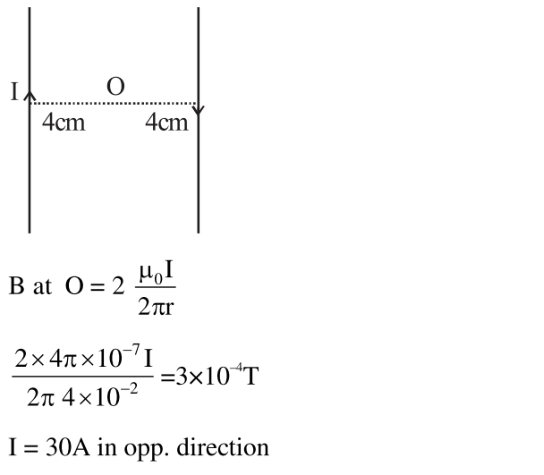 O
I
4cm 4cm
B at O = 2 μ₀I / 2πr
2×4π×10⁻⁷ I / 2π 4×10⁻² =3×10⁻⁴T
I = 30A in opp. direction